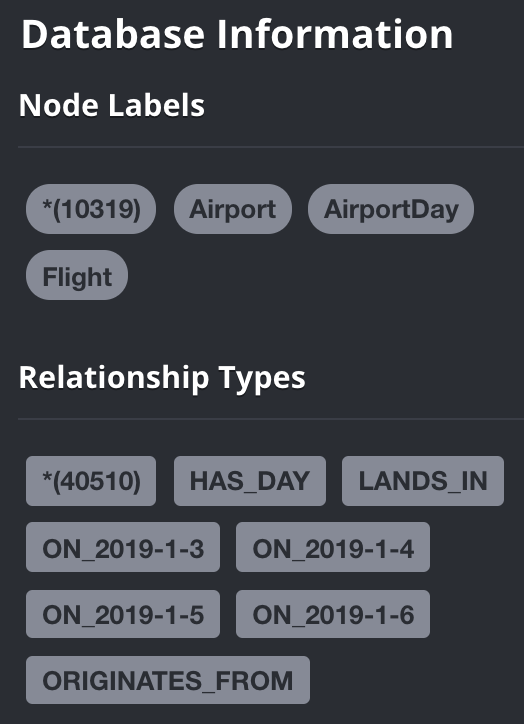 Database Information
Node Labels
*(10319) Airport AirportDay
Flight
Relationship Types
*(40510) HAS_DAY LANDS_IN
ON_2019-1-3 ON_2019-1-4
ON_2019-1-5 ON_2019-1-6
ORIGINATES_FROM